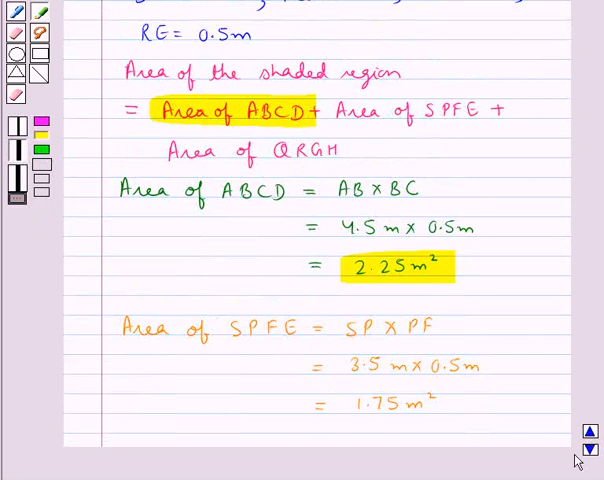 RE = 0.5m
Area of the shaded region
= Area of ABCD + Area of SPFE +
Area of QRGH
Area of ABCD = AB × BC
= 4.5 m × 0.5m
= 2.25 m²
Area of SPFE = SP × PF
= 3.5 m × 0.5m
= 1.75 m²